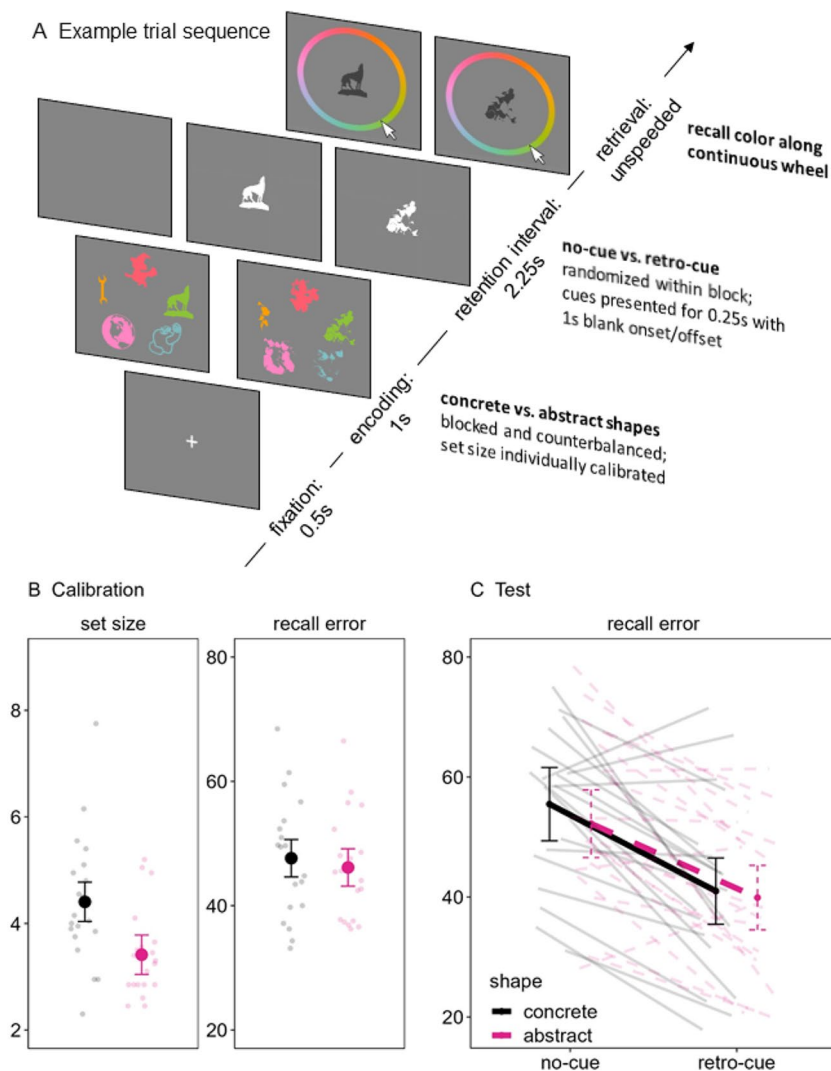 A Example trial sequence
retrieval:
unspeeded
recall color along
continuous wheel
retention interval:
2.25s
no-cue vs. retro-cue
randomized within block;
cues presented for 0.25s with
1s blank onset/offset
encoding:
1s
concrete vs. abstract shapes
blocked and counterbalanced;
set size individually calibrated
fixation:
0.5s
B Calibration
set size
recall error
8
6
4
2
80
60
40
20
C Test
recall error
80
60
40
20
shape
concrete
abstract
no-cue
retro-cue